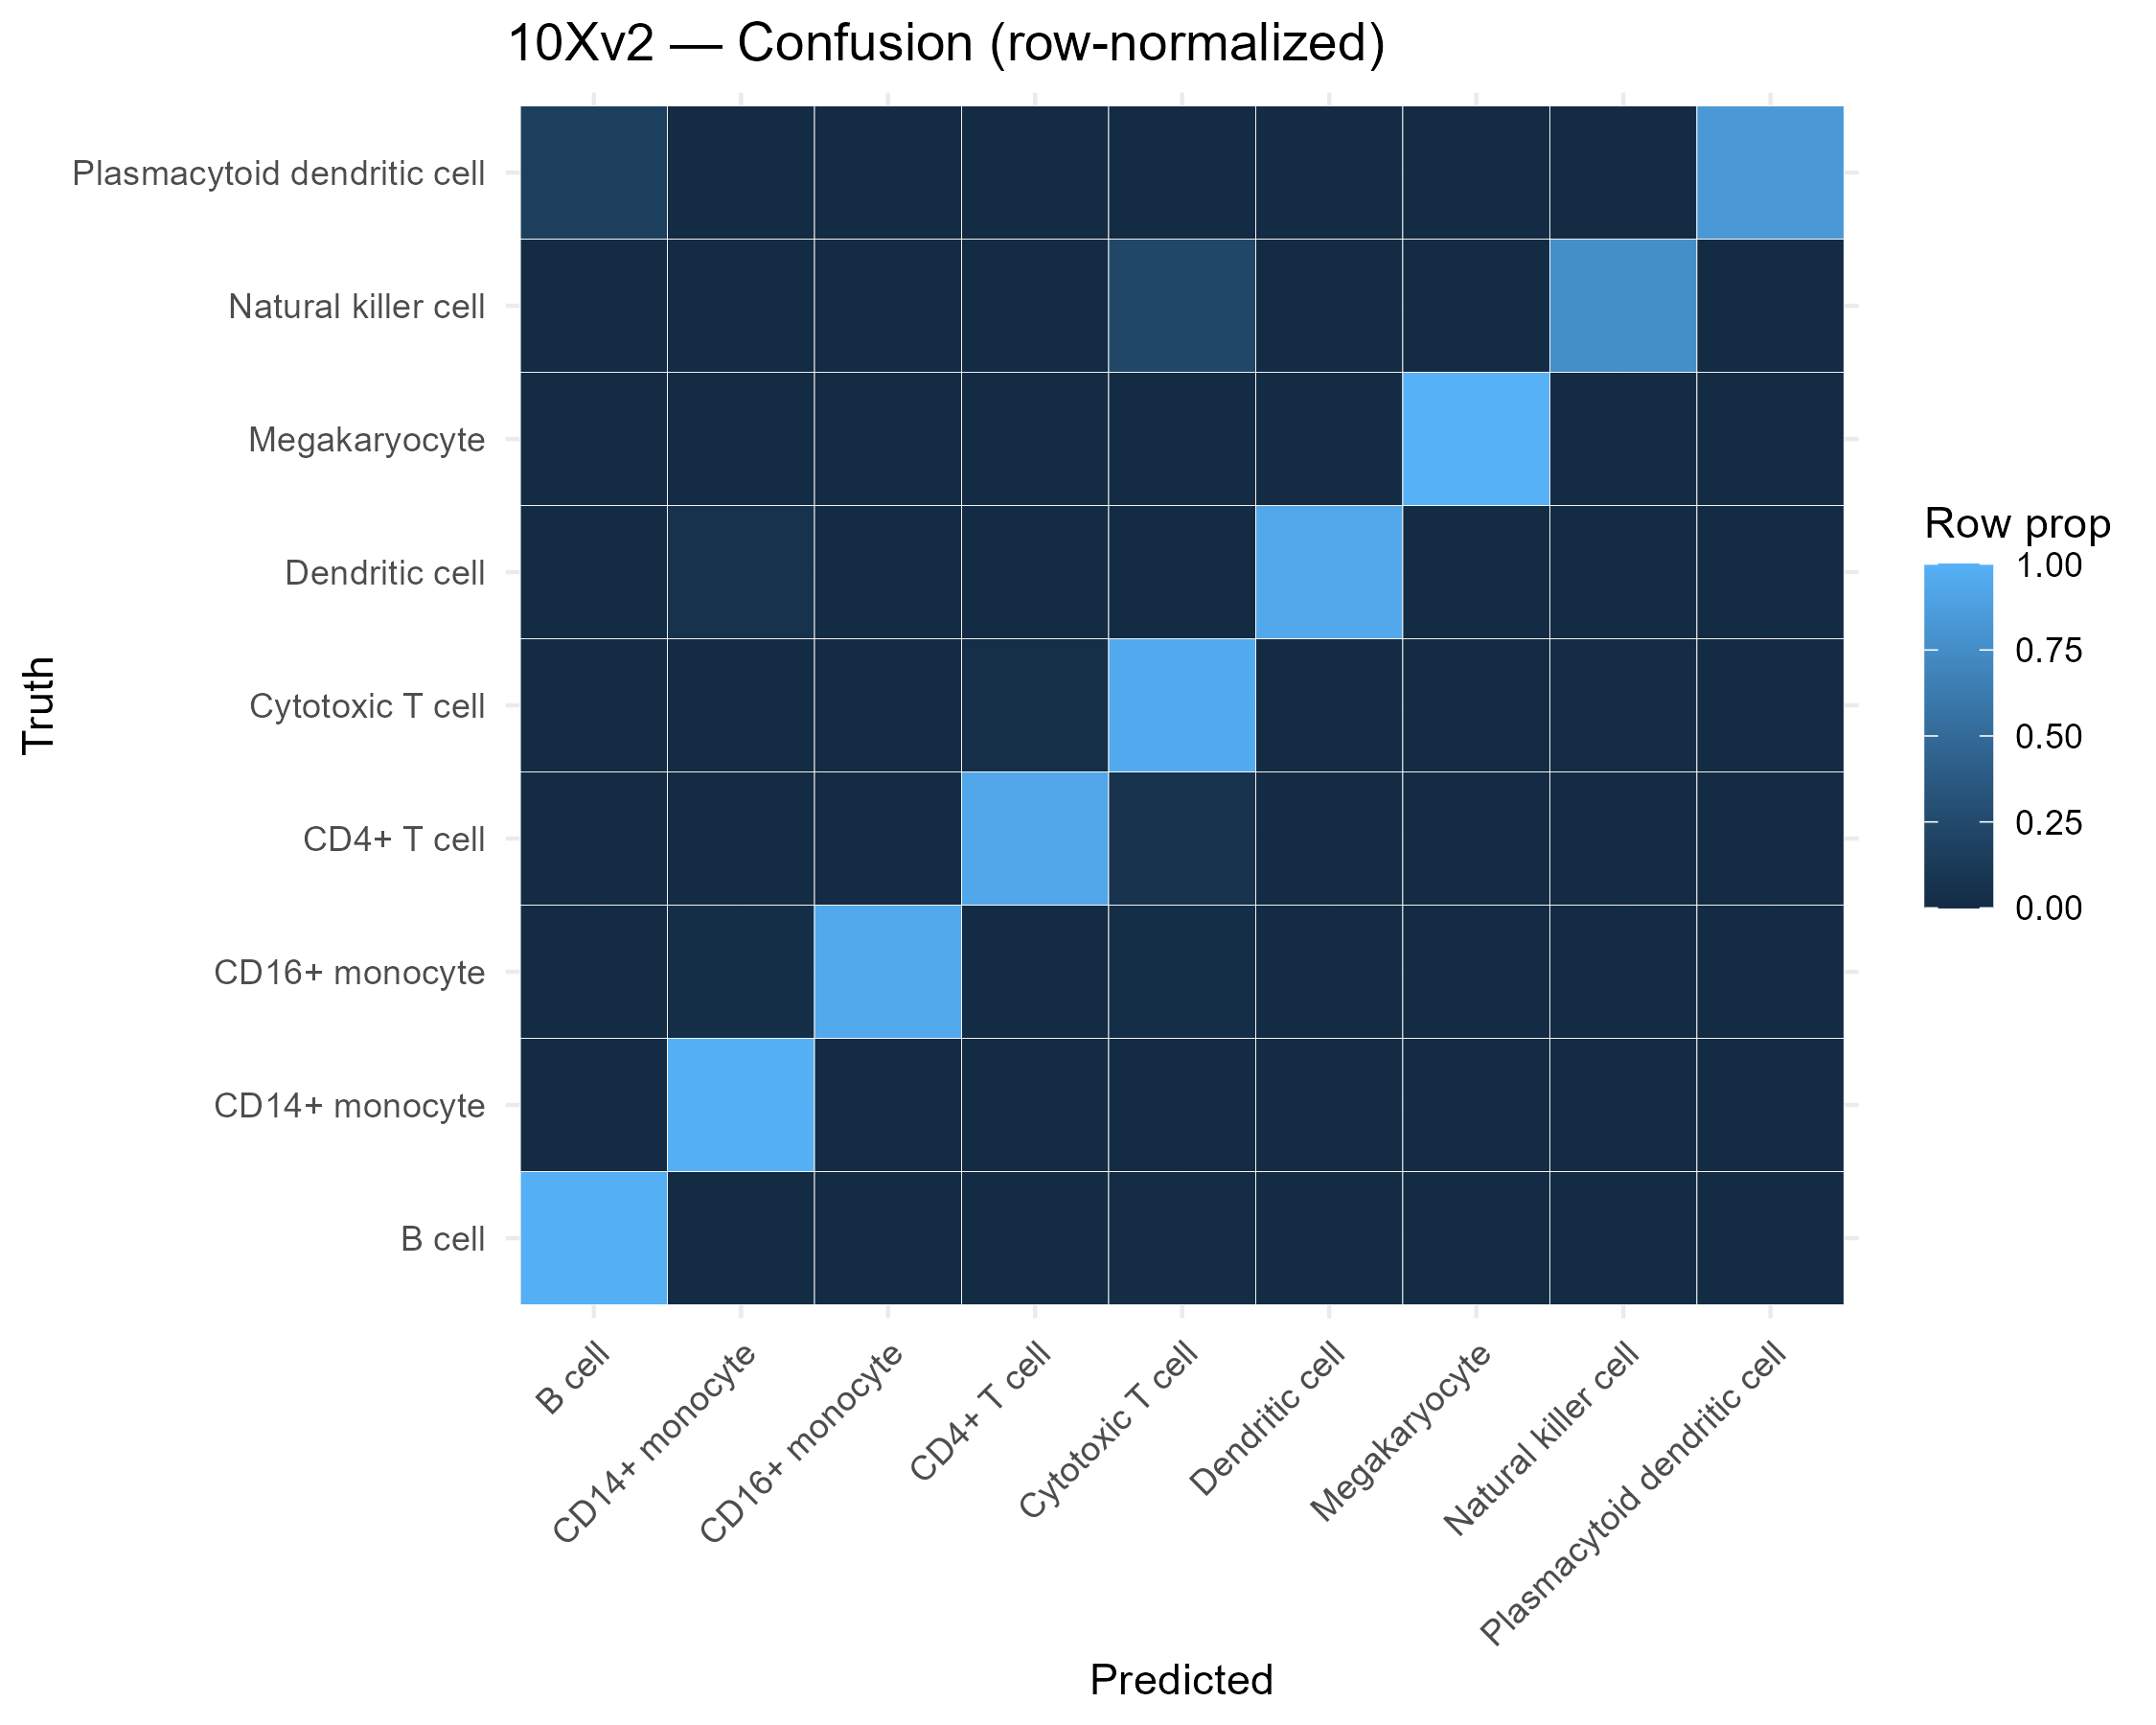 10Xv2 — Confusion (row-normalized)
Truth
Plasmacytoid dendritic cell
Natural killer cell
Megakaryocyte
Dendritic cell
Cytotoxic T cell
CD4+ T cell
CD16+ monocyte
CD14+ monocyte
B cell
B cell
CD14+ monocyte
CD16+ monocyte
CD4+ T cell
Cytotoxic T cell
Dendritic cell
Megakaryocyte
Natural killer cell
Plasmacytoid dendritic cell
Predicted
Row prop
1.00
0.75
0.50
0.25
0.00